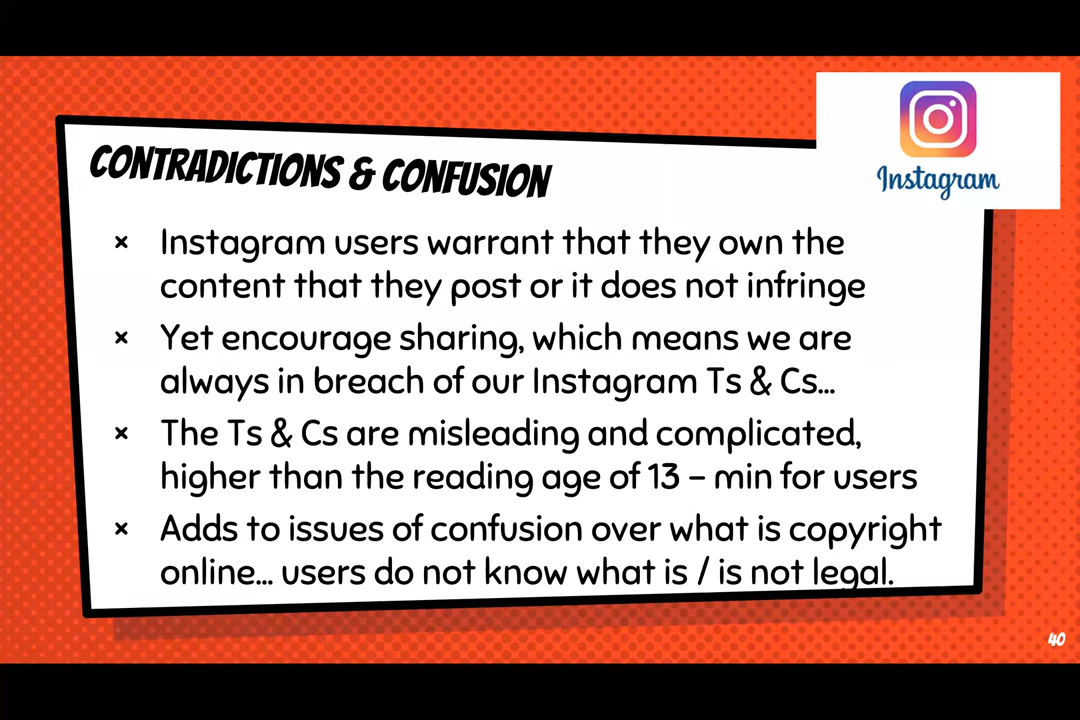 Instagram
CONTRADICTIONS & CONFUSION
× Instagram users warrant that they own the
content that they post or it does not infringe
× Yet encourage sharing, which means we are
always in breach of our Instagram Ts & Cs...
× The Ts & Cs are misleading and complicated,
higher than the reading age of 13 – min for users
× Adds to issues of confusion over what is copyright
online... users do not know what is / is not legal.
40